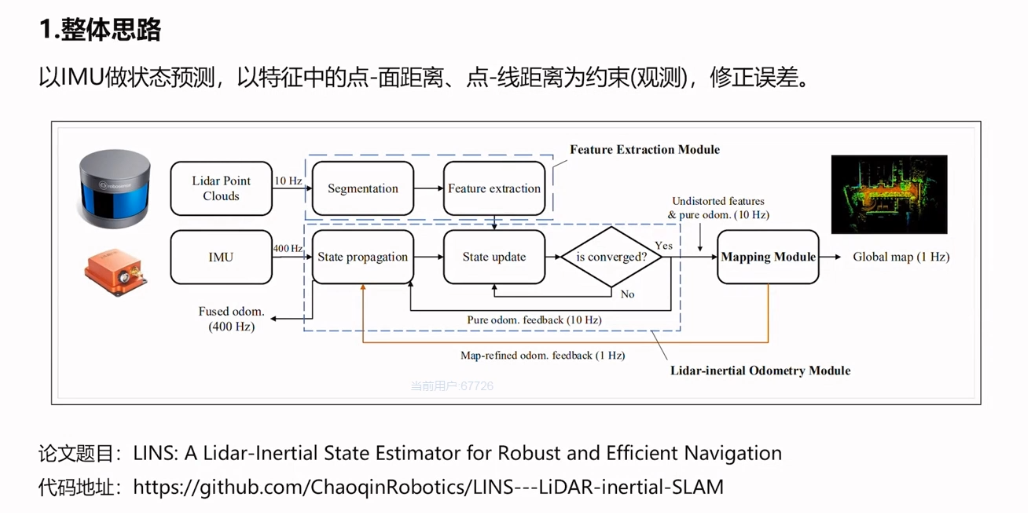 1.整体思路
以IMU做状态预测，以特征中的点-面距离、点-线距离为约束(观测)，修正误差。
Feature Extraction Module
Lidar Point
Clouds
10 Hz
Segmentation
Feature extraction
Undistorted features
& pure odom. (10 Hz)
IMU
400 Hz
State propagation
State update
is converged?
Yes
Mapping Module
Global map (1 Hz)
No
Fused odom.
(400 Hz)
Pure odom. feedback (10 Hz)
Map-refined odom. feedback (1 Hz)
Lidar-inertial Odometry Module
当前用户:67726
论文题目：LINS: A Lidar-Inertial State Estimator for Robust and Efficient Navigation
代码地址：https://github.com/ChaoqinRobotics/LINS---LiDAR-inertial-SLAM